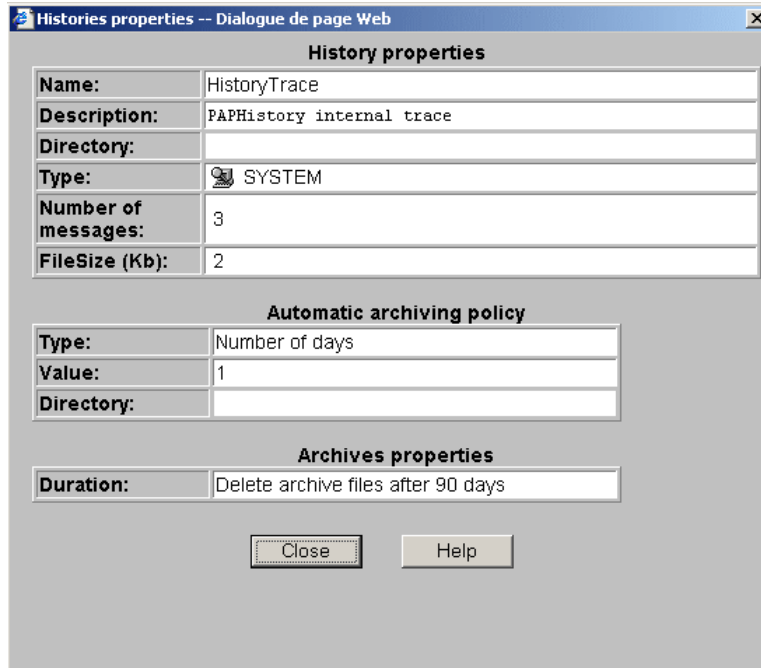 Histories properties -- Dialogue de page Web
History properties
Name: HistoryTrace
Description: PAPHistory internal trace
Directory:
Type: SYSTEM
Number of
messages: 3
FileSize (Kb): 2
Automatic archiving policy
Type: Number of days
Value: 1
Directory:
Archives properties
Duration: Delete archive files after 90 days
Close Help